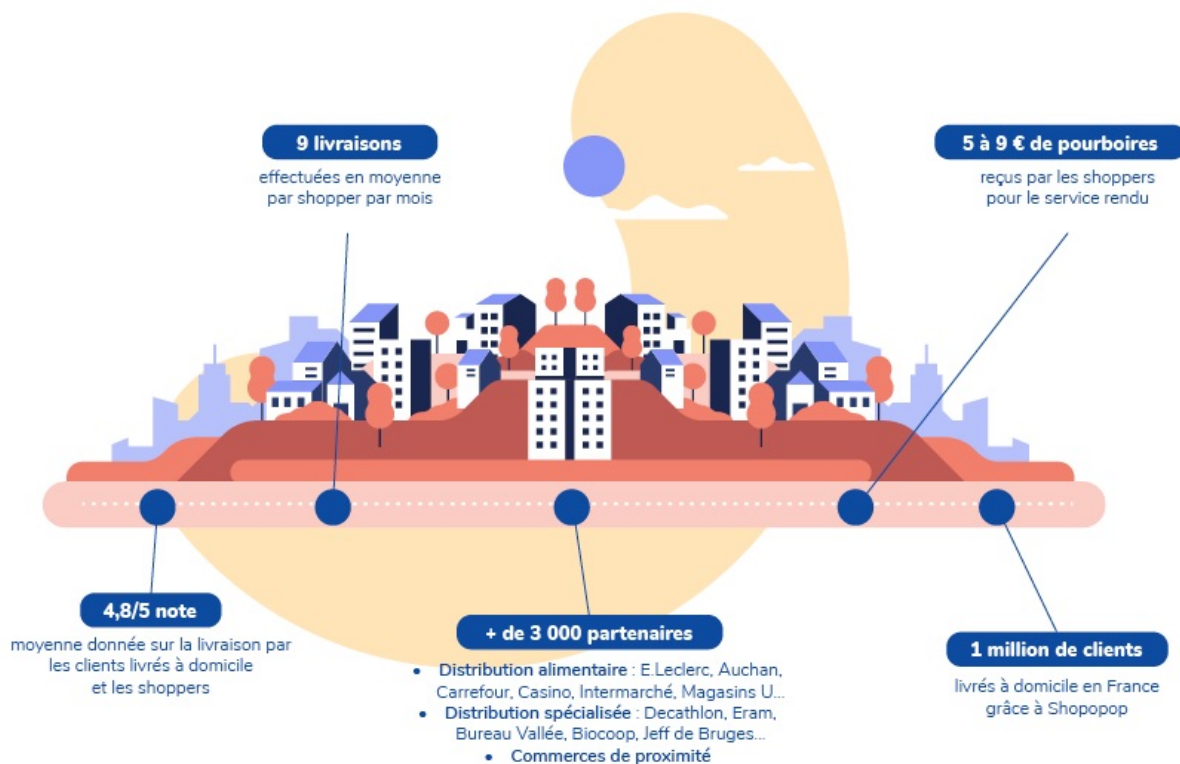 9 livraisons
effectuées en moyenne
par shopper par mois
5 à 9 € de pourboires
reçus par les shoppers
pour le service rendu
4,8/5 note
moyenne donnée sur la livraison par
les clients livrés à domicile
et les shoppers
+ de 3 000 partenaires
• Distribution alimentaire : E.Leclerc, Auchan,
Carrefour, Casino, Intermarché, Magasins U...
• Distribution spécialisée : Decathlon, Eram,
Bureau Vallée, Biocoop, Jeff de Bruges...
• Commerces de proximité
1 million de clients
livrés à domicile en France
grâce à Shopopop